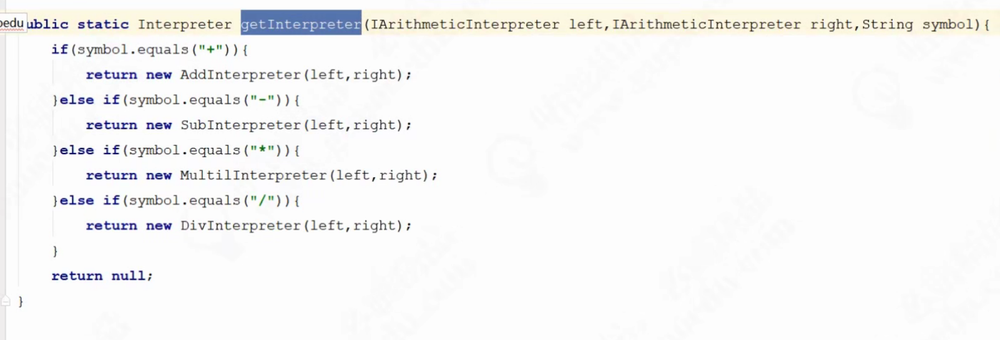 oedu
ublic static Interpreter getInterpreter(IArithmeticInterpreter left,IArithmeticInterpreter right,String symbol){
if(symbol.equals("+")){
return new AddInterpreter(left,right);
}else if(symbol.equals("-")){
return new SubInterpreter(left,right);
}else if(symbol.equals("*")){
return new MultilInterpreter(left,right);
}else if(symbol.equals("/")){
return new DivInterpreter(left,right);
}
return null;
}